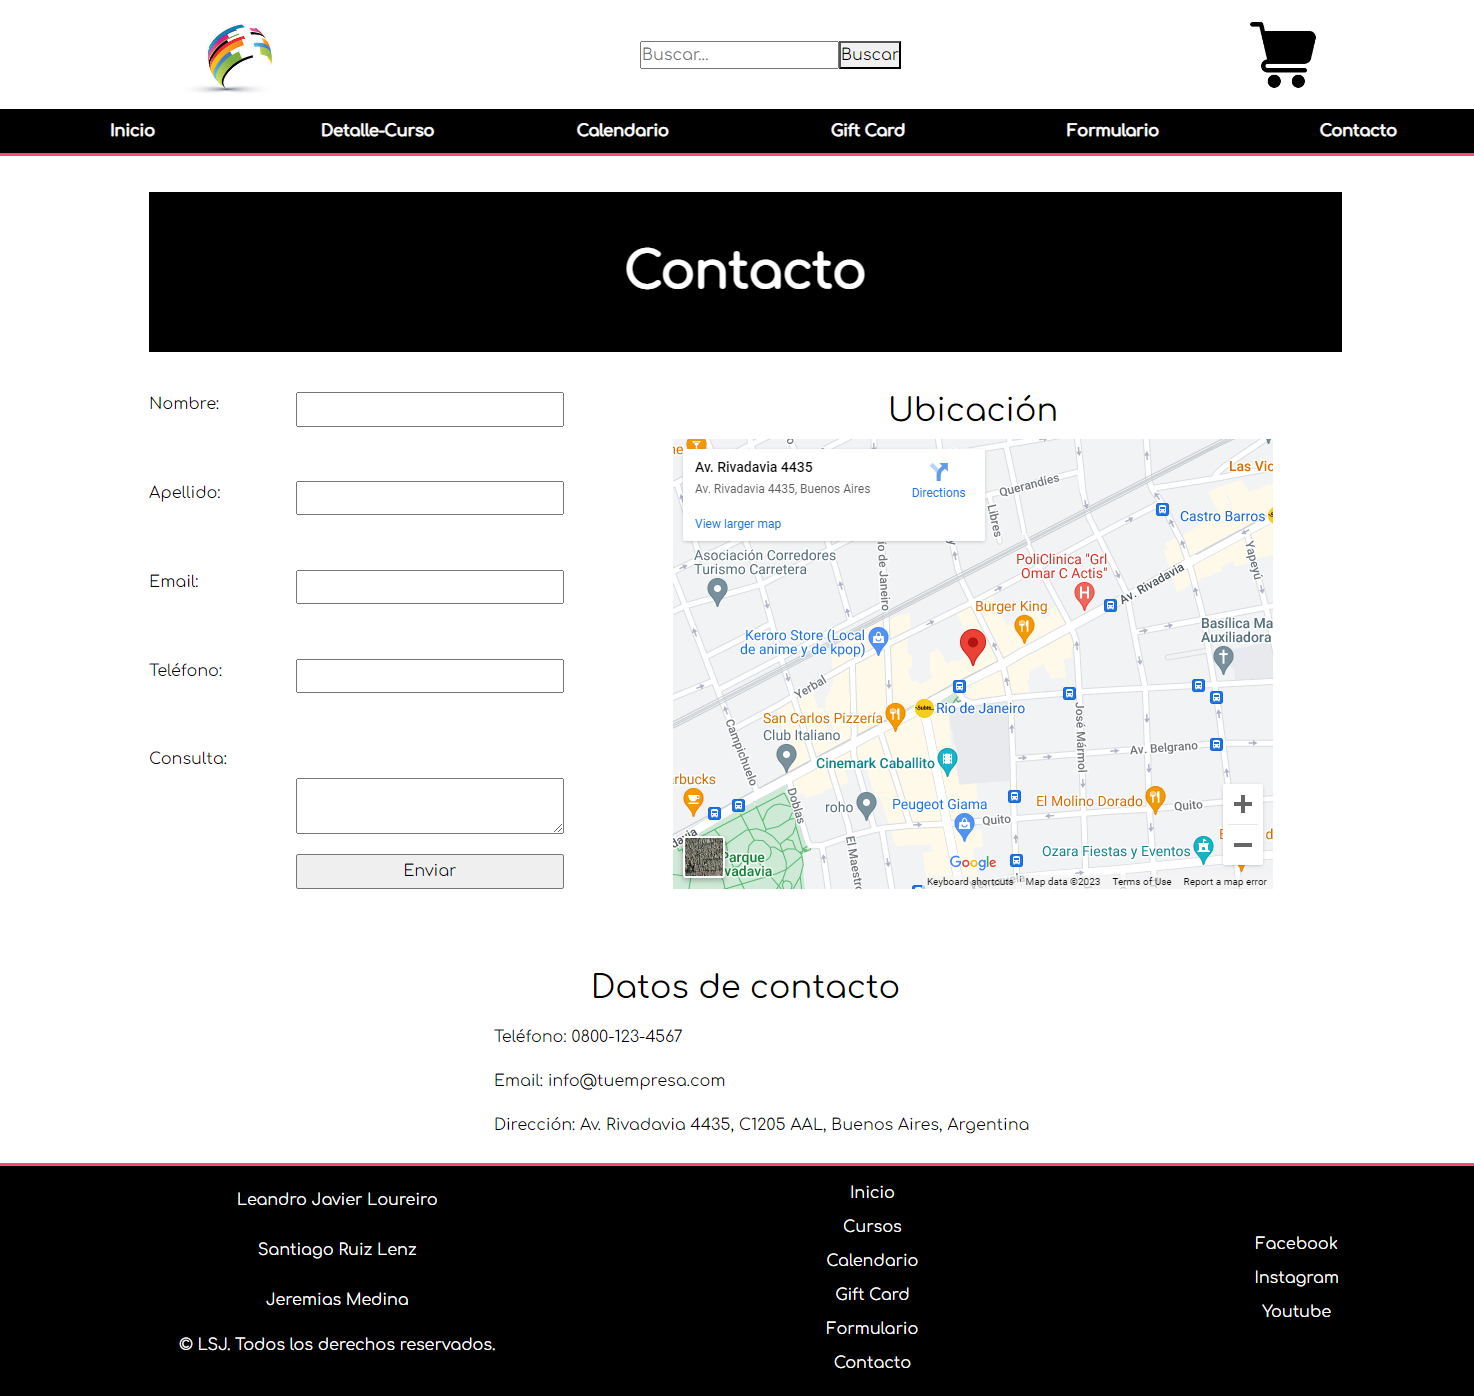 Buscar...
Buscar
Inicio
Detalle-Curso
Calendario
Gift Card
Formulario
Contacto
Contacto
Nombre:
Apellido:
Email:
Teléfono:
Consulta:
Enviar
Ubicación
Av. Rivadavia 4435
Av. Rivadavia 4435, Buenos Aires
Directions
View larger map
Las Vic
Querandíes
Libres
Castro Barros
Yapeyú
Asociación Corredores
Turismo Carretera
ío de Janeiro
PoliClinica "Grl
Omar C Actis"
Av. Rivadavia
Burger King
Basílica Ma
Auxiliadora
Keroro Store (Local
de anime y de kpop)
Yerbal
San Carlos Pizzería
Río de Janeiro
Club Italiano
Campichuelo
José Mármol
Av. Belgrano
Cinemark Caballito
rbucks
Doblas
roho
Peugeot Giama
El Molino Dorado
Quito
Quito
El Maestro
Ozara Fiestas y Eventos
Parque
vadavia
Google
Keyboard shortcuts
Map data ©2023
Terms of Use
Report a map error
Datos de contacto
Teléfono: 0800-123-4567
Email: info@tuempresa.com
Dirección: Av. Rivadavia 4435, C1205 AAL, Buenos Aires, Argentina
Leandro Javier Loureiro
Santiago Ruiz Lenz
Jeremias Medina
© LSJ. Todos los derechos reservados.
Inicio
Cursos
Calendario
Gift Card
Formulario
Contacto
Facebook
Instagram
Youtube